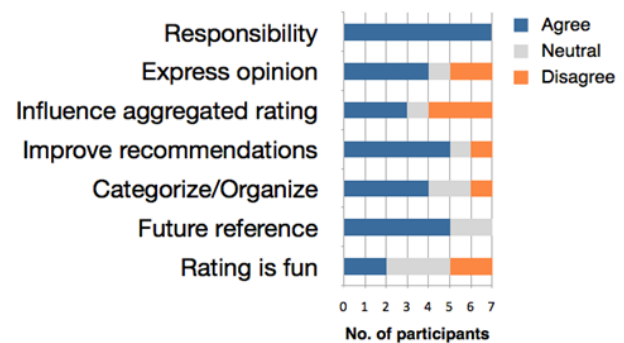 Responsibility
Express opinion
Influence aggregated rating
Improve recommendations
Categorize/Organize
Future reference
Rating is fun
0 1 2 3 4 5 6 7
No. of participants
Agree
Neutral
Disagree